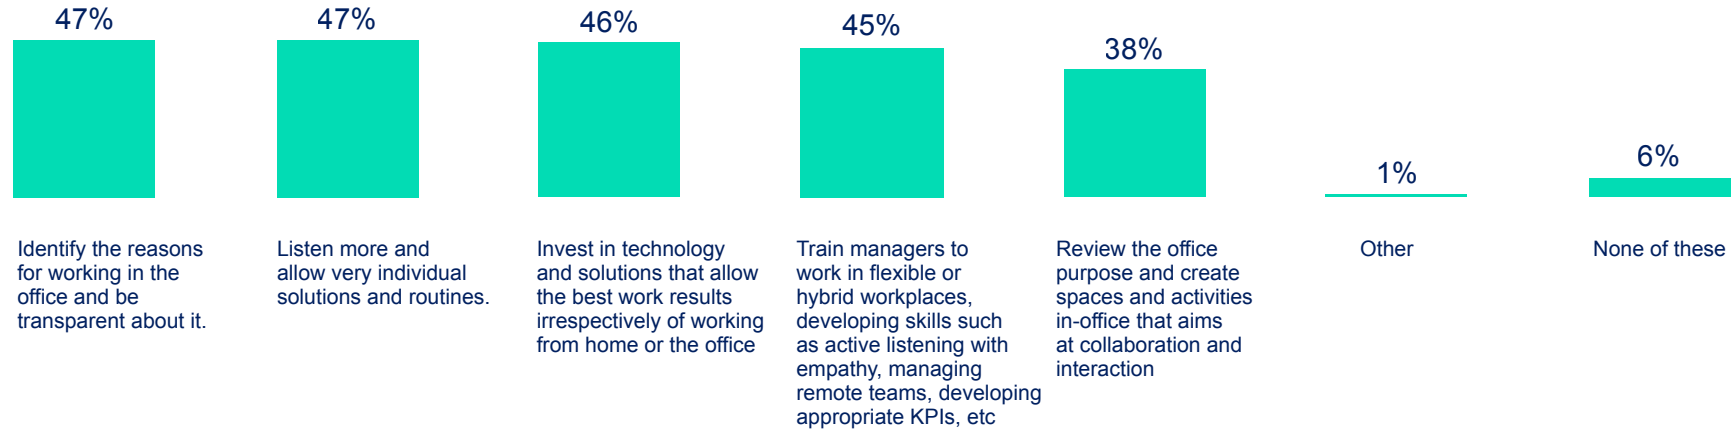 47%
47%
46%
45%
38%
1%
6%
Identify the reasons
for working in the
office and be
transparent about it.
Listen more and
allow very individual
solutions and routines.
Invest in technology
and solutions that allow
the best work results
irrespectively of working
from home or the office
Train managers to
work in flexible or
hybrid workplaces,
developing skills such
as active listening with
empathy, managing
remote teams, developing
appropriate KPIs, etc
Review the office
purpose and create
spaces and activities
in-office that aims
at collaboration and
interaction
Other
None of these